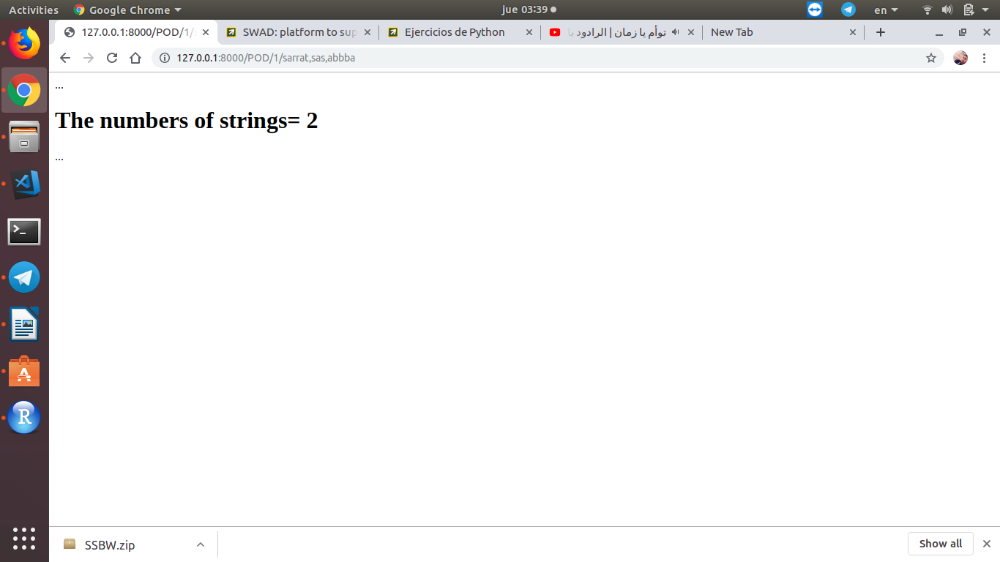 Activities Google Chrome jue 03:39 en
127.0.0.1:8000/POD/1/ SWAD: platform to sup Ejercicios de Python توأم يا زمان | الرادود با New Tab
127.0.0.1:8000/POD/1/sarrat,sas,abbba
...
The numbers of strings= 2
...
SSBW.zip Show all